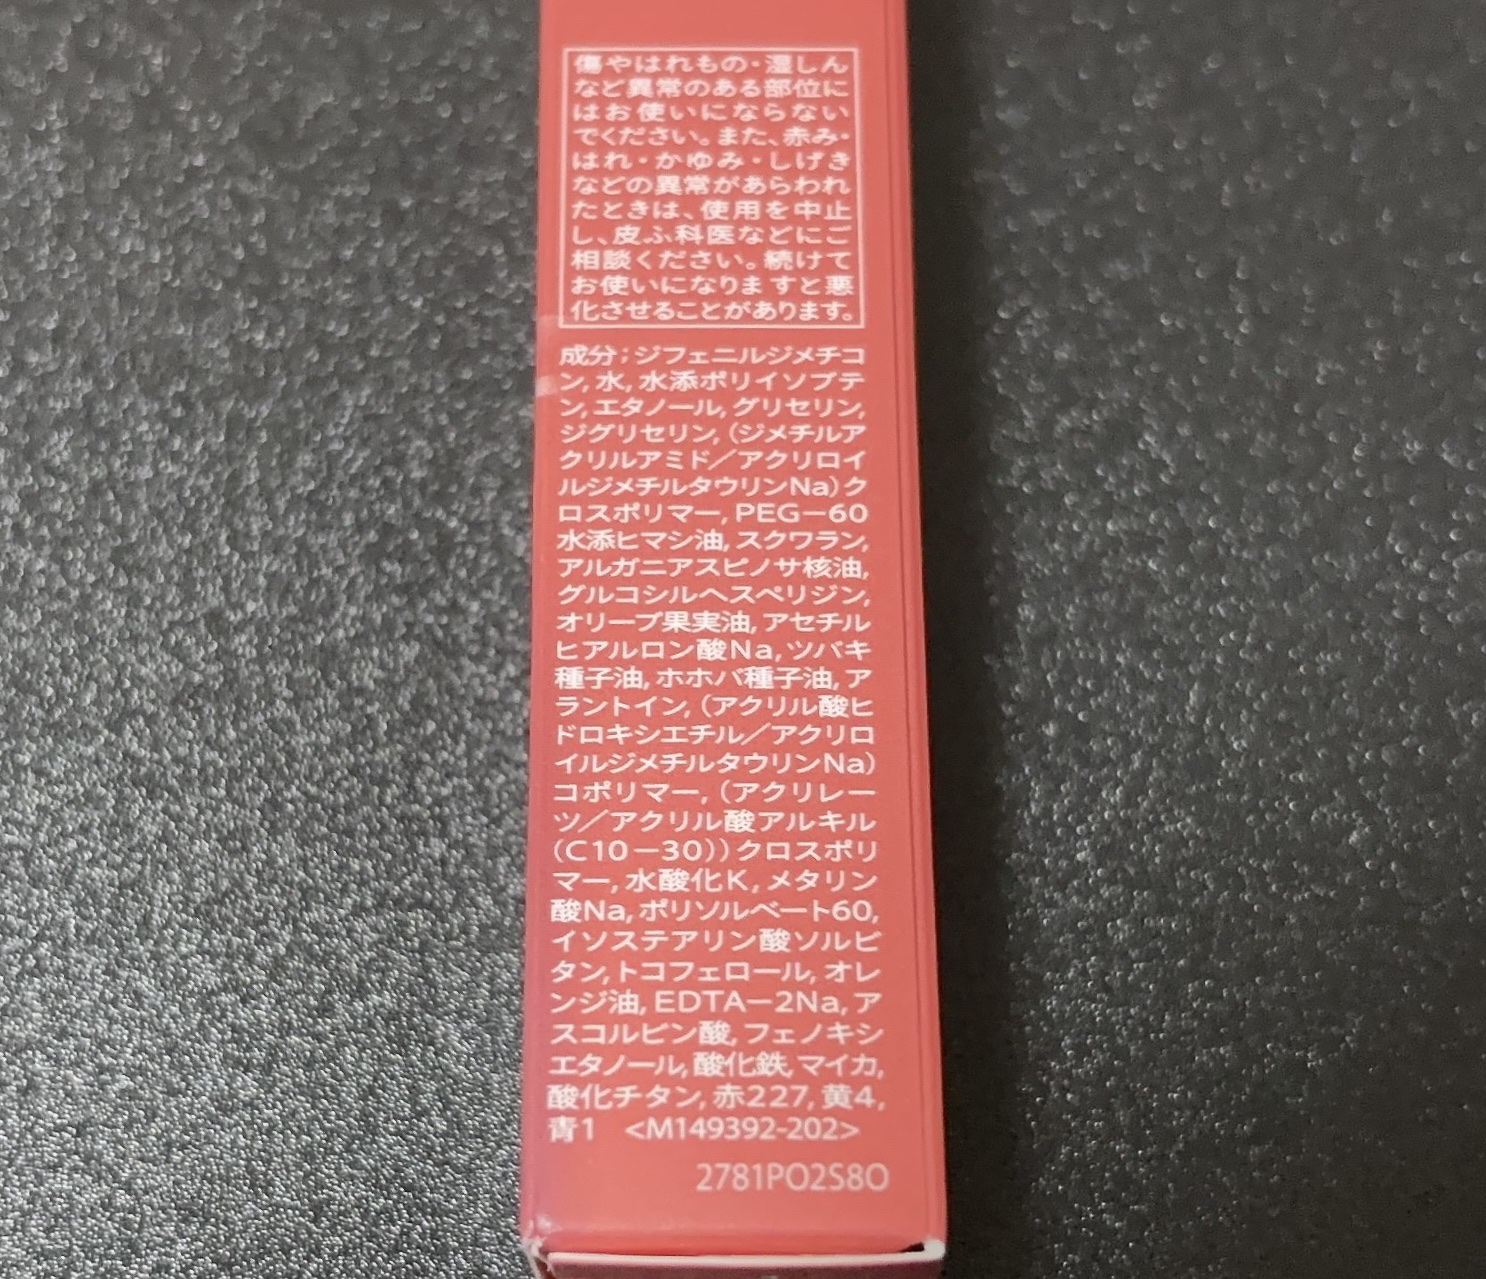 傷やはれもの・湿しん
など異常のある部位に
はお使いにならない
でください。また、赤み・
はれ・かゆみ・しげき
などの異常があらわれ
たときは、使用を中止
し、皮ふ科医などにご
相談ください。続けて
お使いになりますと悪
化させることがあります。
成分：ジフェニルジメチコ
ン, 水, 水添ポリイソブテ
ン, エタノール, グリセリン,
ジグリセリン, （ジメチルア
クリルアミド／アクリロイ
ルジメチルタウリンNa）ク
ロスポリマー, PEG－60
水添ヒマシ油, スクワラン,
アルガニアスピノサ核油,
グルコシルヘスペリジン,
オリーブ果実油, アセチル
ヒアルロン酸Na, ツバキ
種子油, ホホバ種子油, ア
ラントイン, （アクリル酸ヒ
ドロキシエチル／アクリロ
イルジメチルタウリンNa）
コポリマー, （アクリレー
ツ／アクリル酸アルキル
（C10－30））クロスポリ
マー, 水酸化K, メタリン
酸Na, ポリソルベート60,
イソステアリン酸ソルビ
タン, トコフェロール, オレ
ンジ油, EDTA－2Na, ア
スコルビン酸, フェノキシ
エタノール, 酸化鉄, マイカ,
酸化チタン, 赤227, 黄4,
青1 <M149392-202>
2781PO2S8O